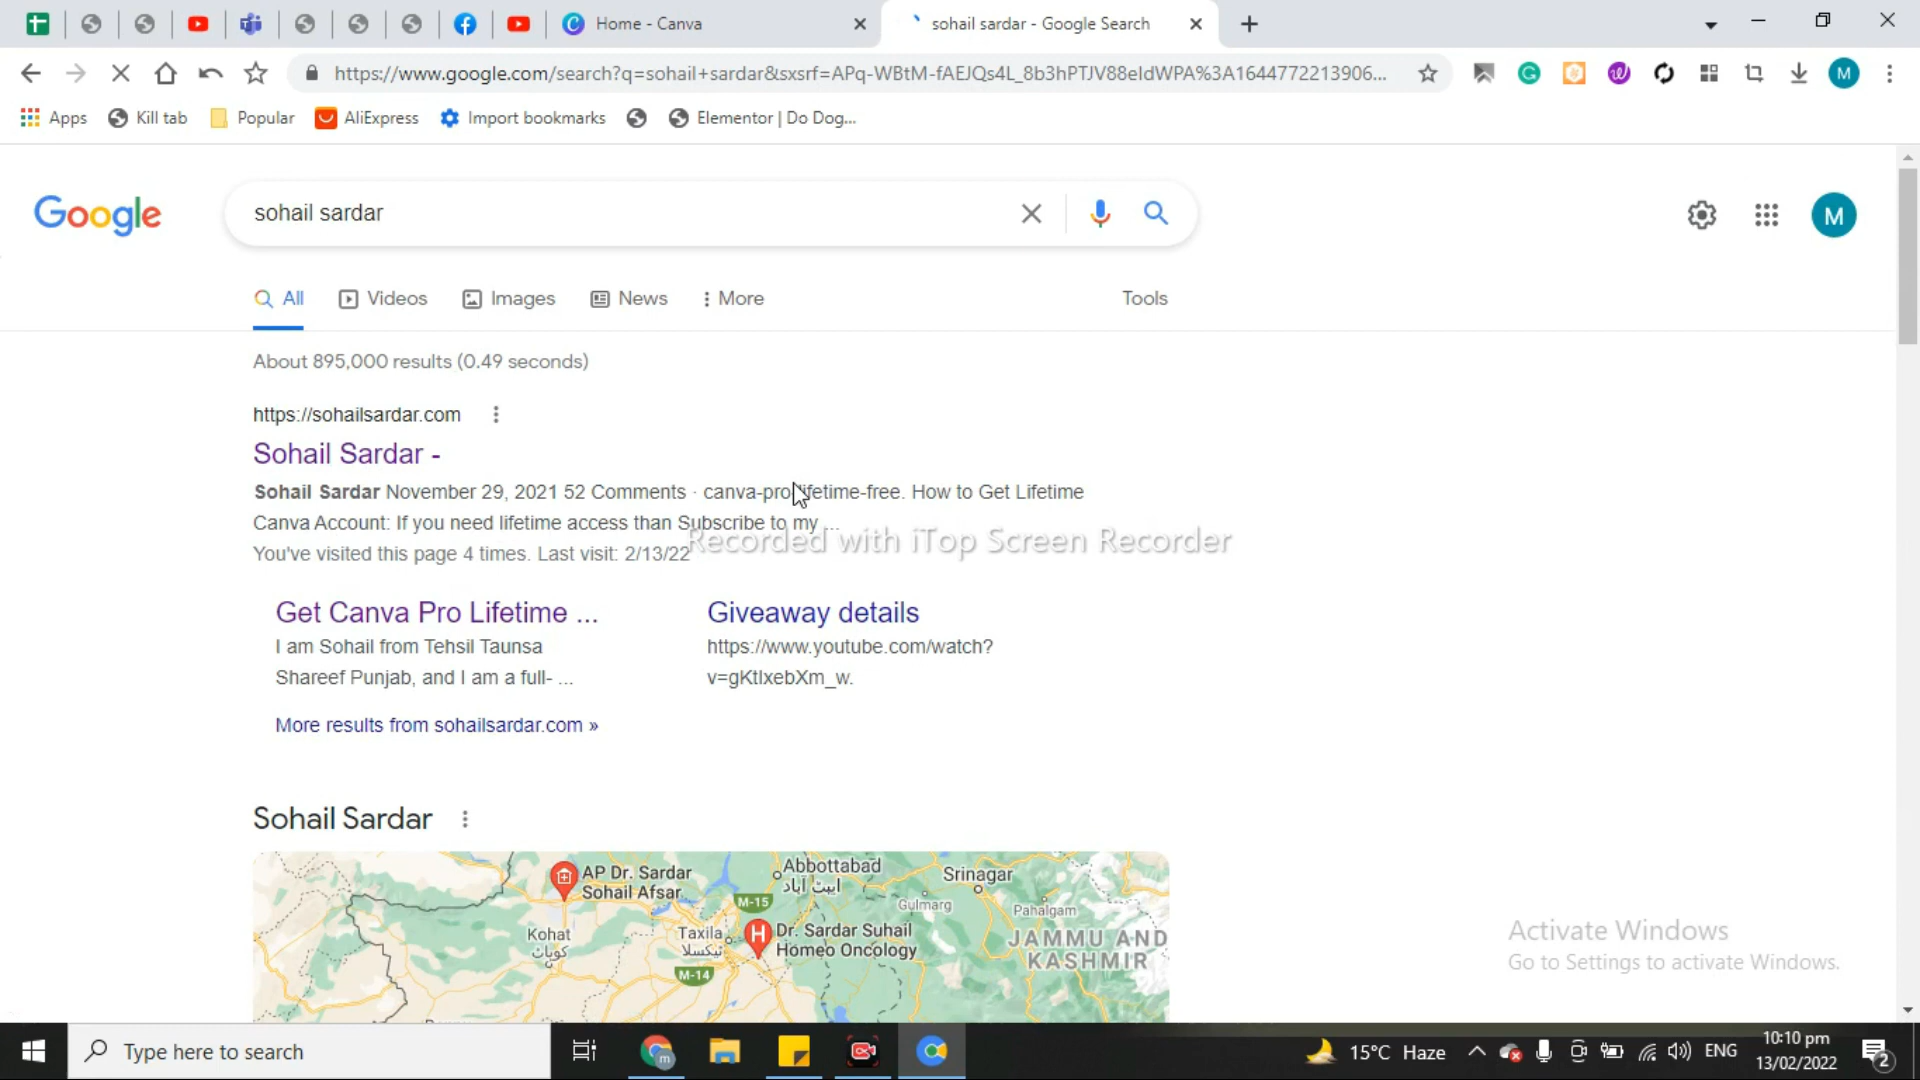 Home - Canva
sohail sardar - Google Search
https://www.google.com/search?q=sohail+sardar&sxsrf=APq-WBtM-fAEJQs4L_8b3hPTJV88eIdWPA%3A1644772213906...
Apps
Kill tab
Popular
AliExpress
Import bookmarks
Elementor | Do Dog...
Google
sohail sardar
M
All
Videos
Images
News
More
Tools
About 895,000 results (0.49 seconds)
https://sohailsardar.com
Sohail Sardar -
Sohail Sardar November 29, 2021 52 Comments · canva-pro-lifetime-free. How to Get Lifetime
Canva Account: If you need lifetime access than Subscribe to my ...
You've visited this page 4 times. Last visit: 2/13/22
Recorded with iTop Screen Recorder
Get Canva Pro Lifetime ...
I am Sohail from Tehsil Taunsa
Shareef Punjab, and I am a full- ...
Giveaway details
https://www.youtube.com/watch?
v=gKtIxebXm_w.
More results from sohailsardar.com »
Sohail Sardar
AP Dr. Sardar
Sohail Afsar
Abbottabad
ایبٹ آباد
Srinagar
M-15
Gulmarg
Pahalgam
Kohat
کوہاٹ
Taxila
ٹیکسلا
H
Dr. Sardar Suhail
Homeo Oncology
JAMMU AND
KASHMIR
M-14
Activate Windows
Go to Settings to activate Windows.
Type here to search
15°C Haze
ENG
10:10 pm
13/02/2022
2